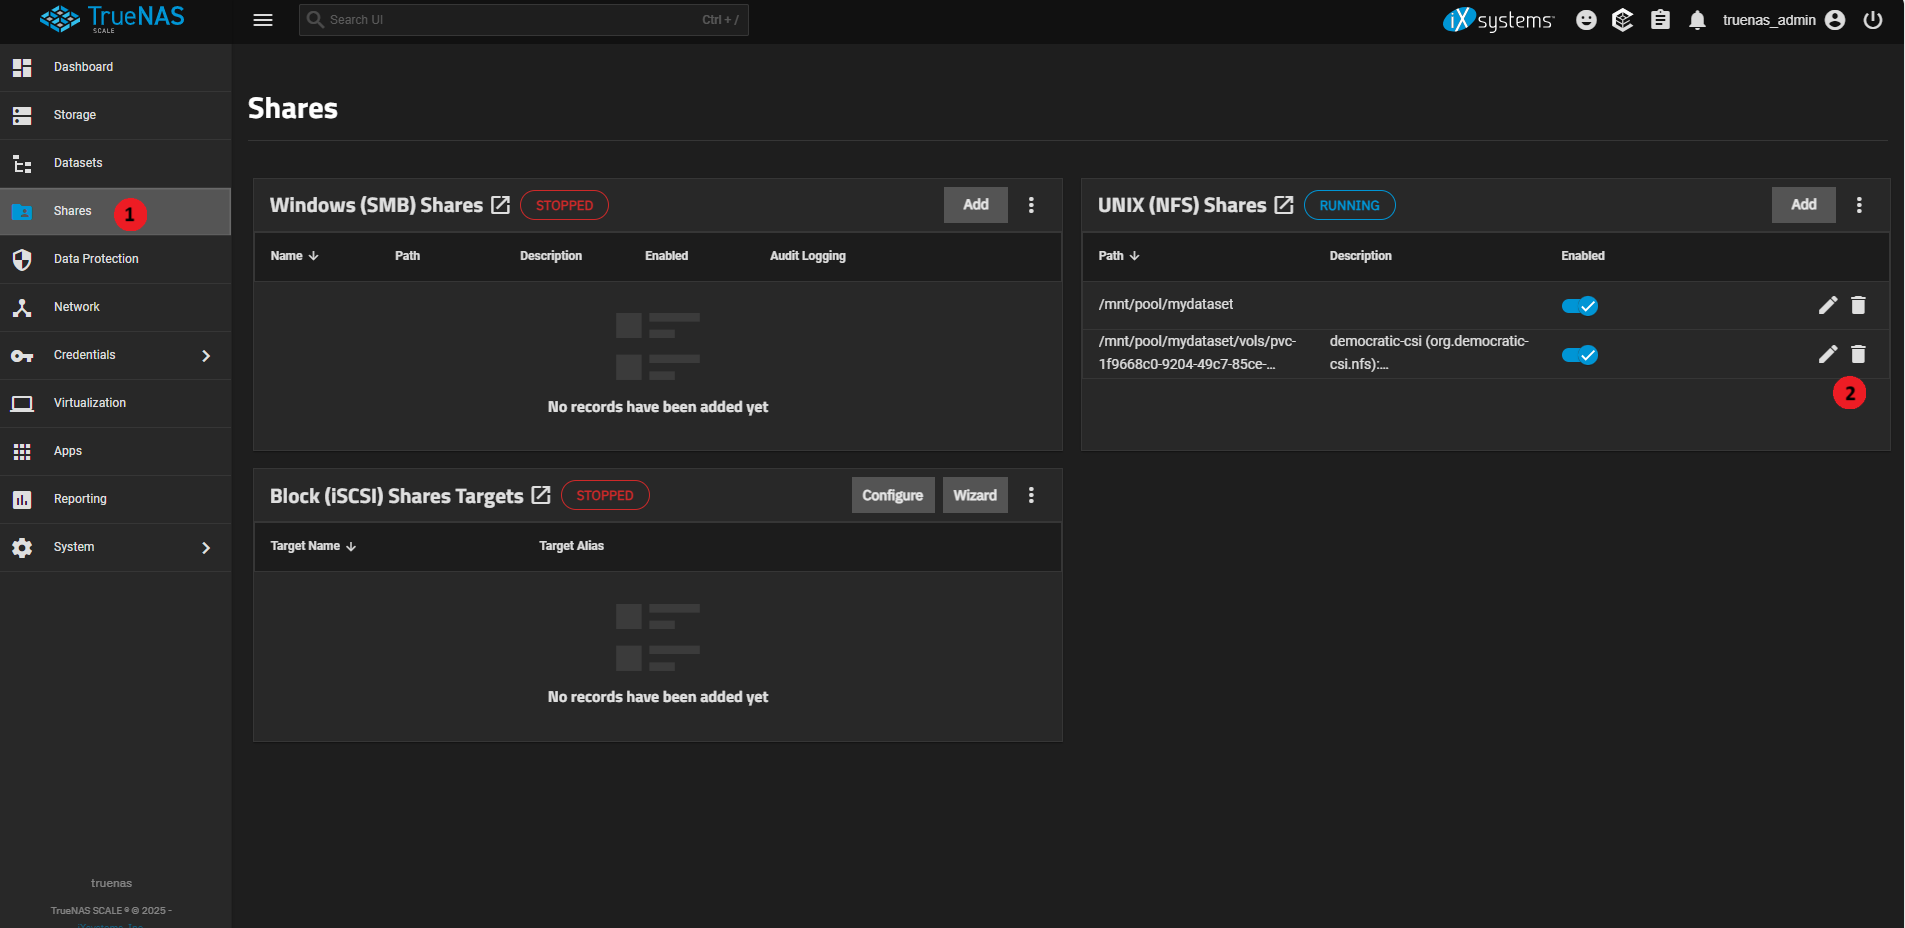 TrueNAS
SCALE
Search UI
Ctrl + /
iXsystems
truenas_admin
Dashboard
Storage
Datasets
Shares
1
Data Protection
Network
Credentials
Virtualization
Apps
Reporting
System
truenas
TrueNAS SCALE ® © 2025 -
iXsystems, Inc
Shares
Windows (SMB) Shares
STOPPED
Add
Name
Path
Description
Enabled
Audit Logging
No records have been added yet
UNIX (NFS) Shares
RUNNING
Add
Path
Description
Enabled
/mnt/pool/mydataset
/mnt/pool/mydataset/vols/pvc-
1f9668c0-9204-49c7-85ce-...
democratic-csi (org.democratic-
csi.nfs):...
2
Block (iSCSI) Shares Targets
STOPPED
Configure
Wizard
Target Name
Target Alias
No records have been added yet